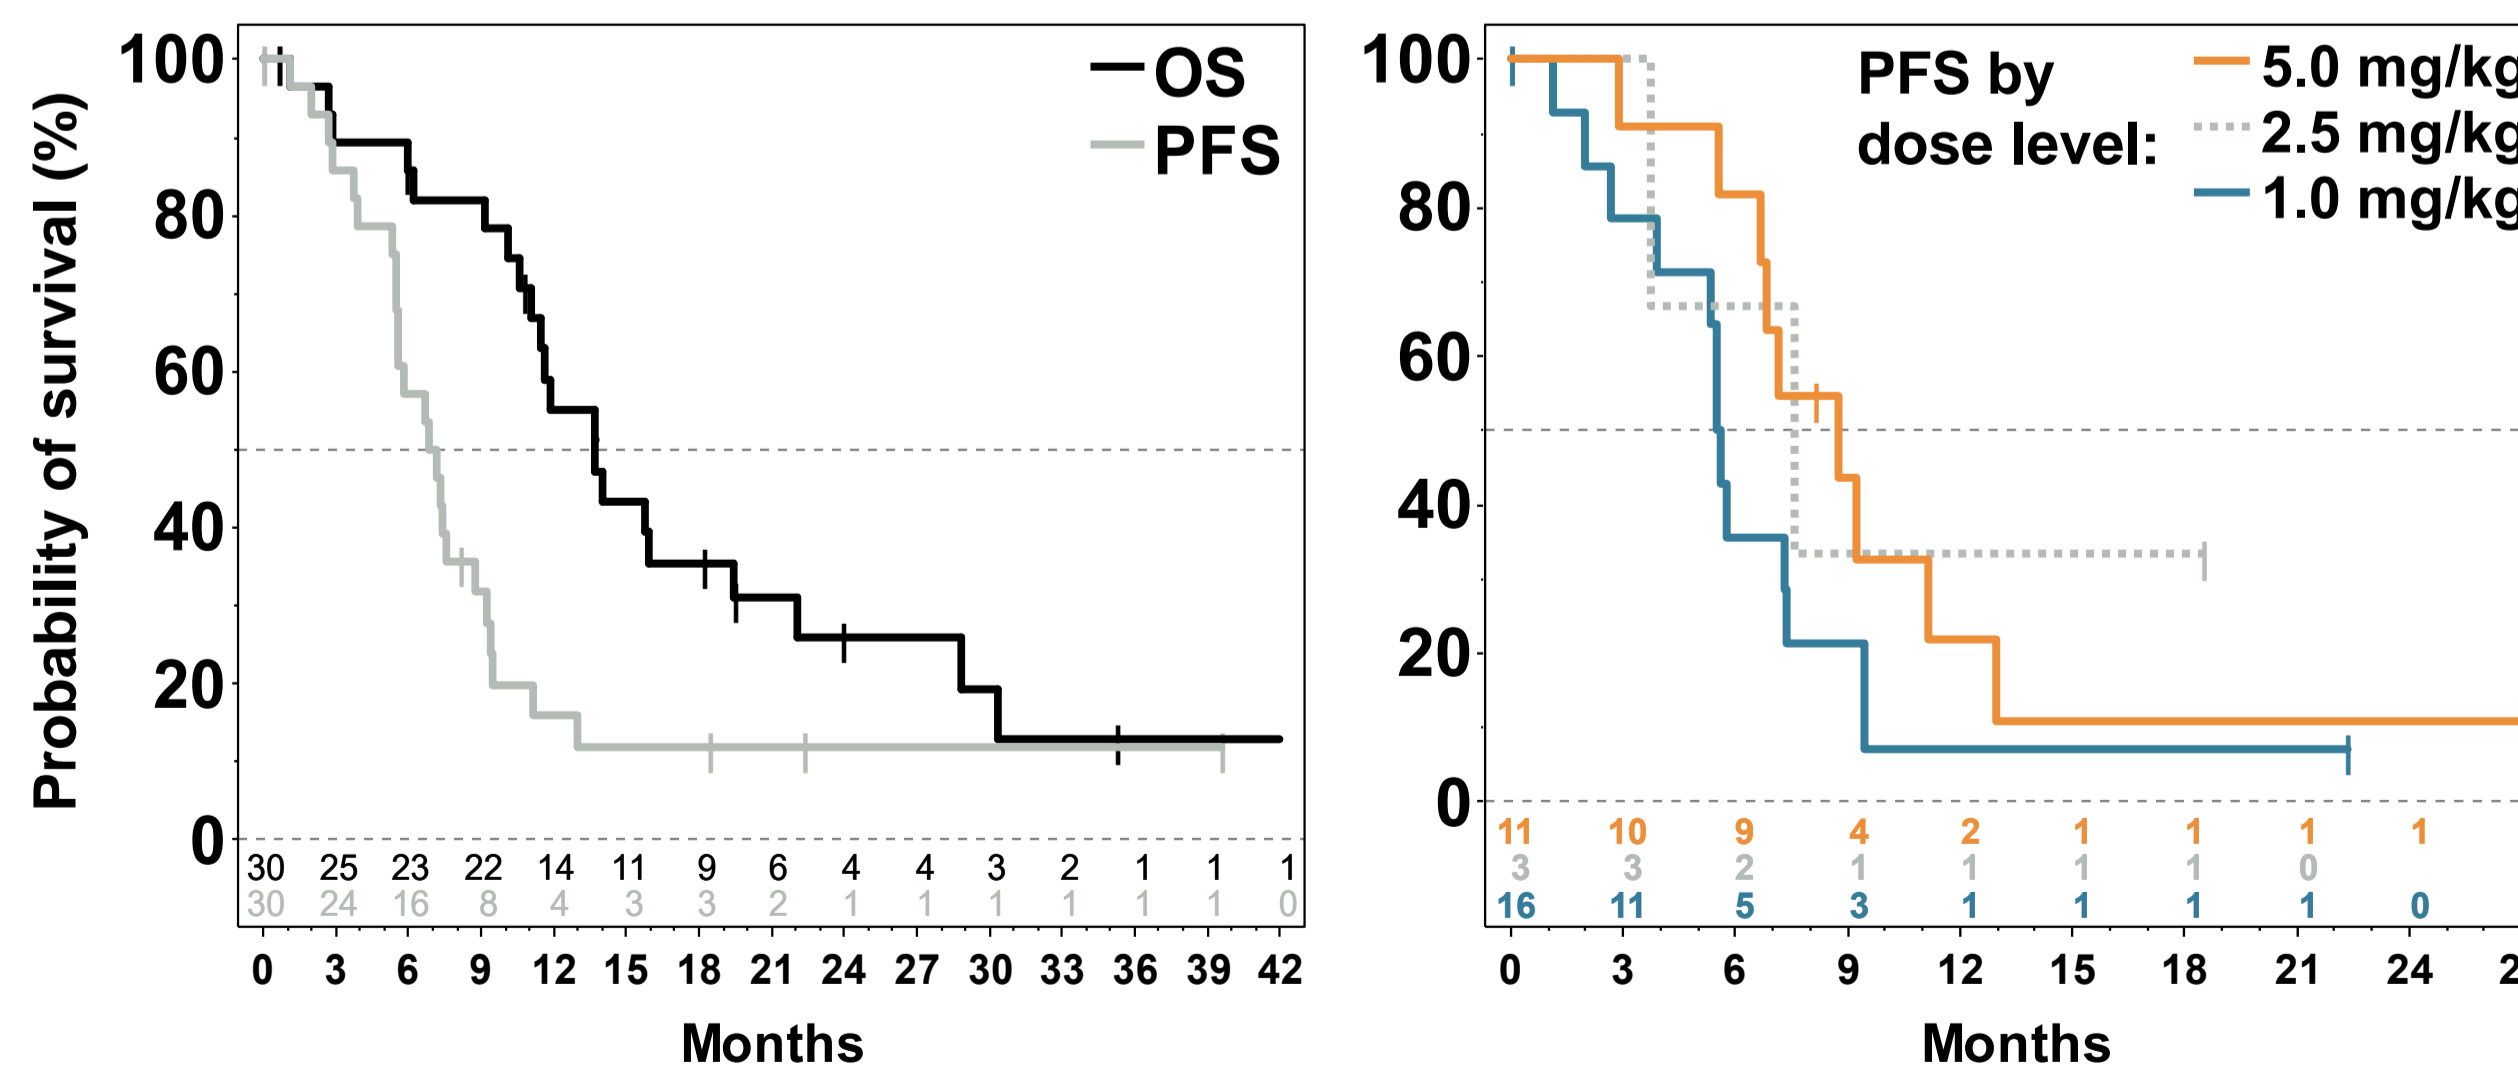 Probability of survival (%)
100
80
60
40
20
0
OS
PFS
30 25 23 22 14 11 9 6 4 4 3 2 1 1 1
30 24 16 8 4 3 3 2 1 1 1 1 1 1 0
0 3 6 9 12 15 18 21 24 27 30 33 36 39 42
Months
100
80
60
40
20
0
PFS by
dose level:
5.0 mg/kg
2.5 mg/kg
1.0 mg/kg
11 10 9 4 2 1 1 1 1
3 3 2 1 1 1 1 0
16 11 5 3 1 1 1 1 0
0 3 6 9 12 15 18 21 24
Months